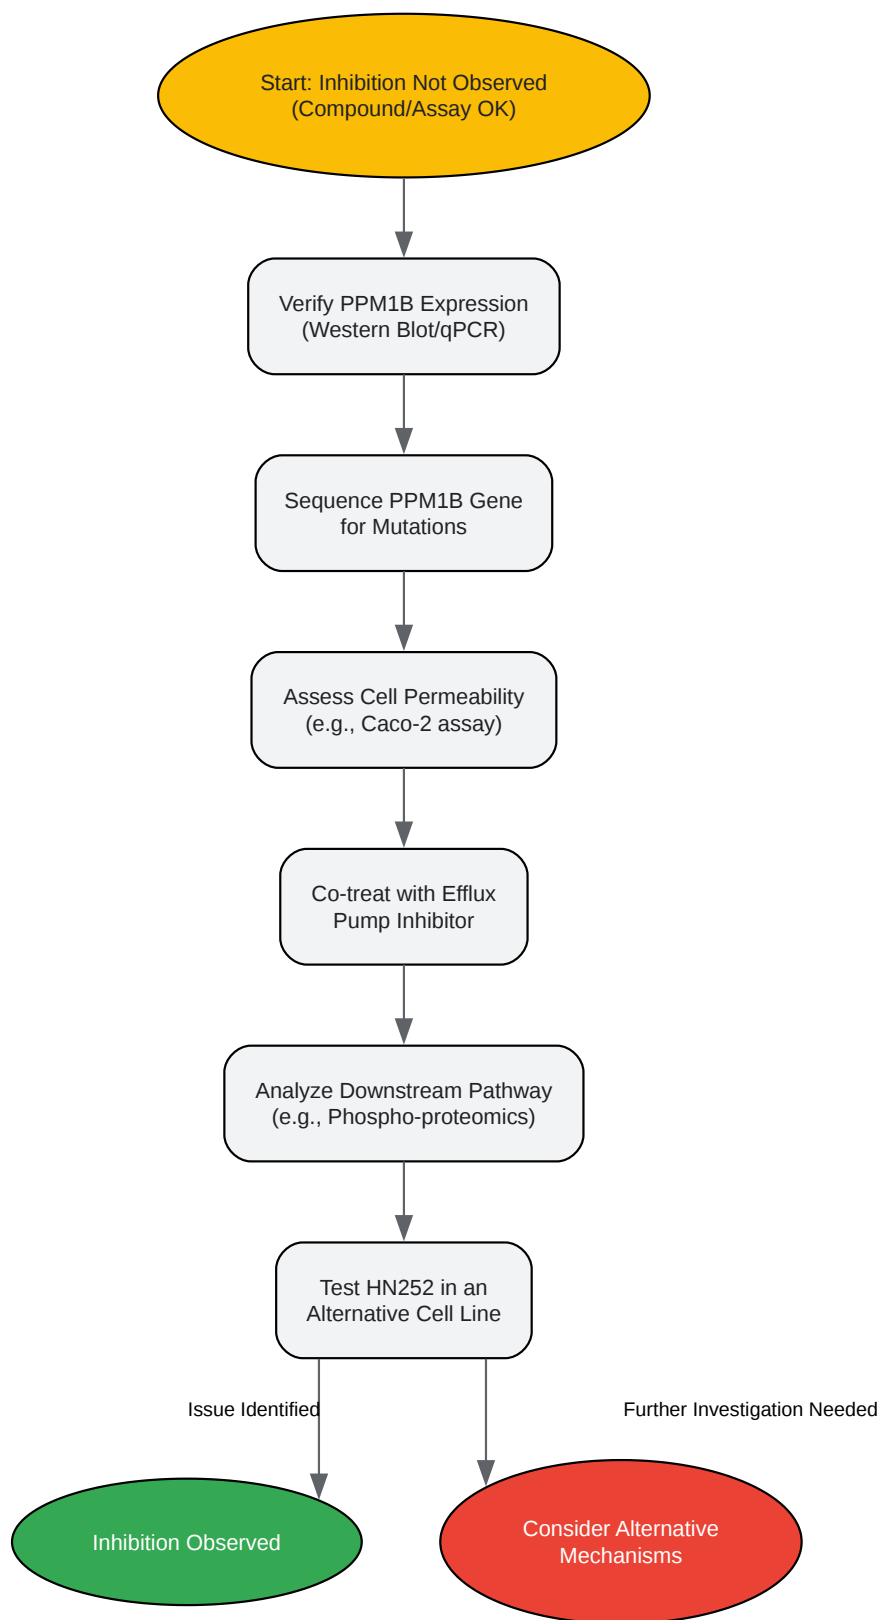 Start: Inhibition Not Observed
(Compound/Assay OK)
Verify PPM1B Expression
(Western Blot/qPCR)
Sequence PPM1B Gene
for Mutations
Assess Cell Permeability
(e.g., Caco-2 assay)
Co-treat with Efflux
Pump Inhibitor
Analyze Downstream Pathway
(e.g., Phospho-proteomics)
Test HN252 in an
Alternative Cell Line
Issue Identified
Further Investigation Needed
Inhibition Observed
Consider Alternative
Mechanisms